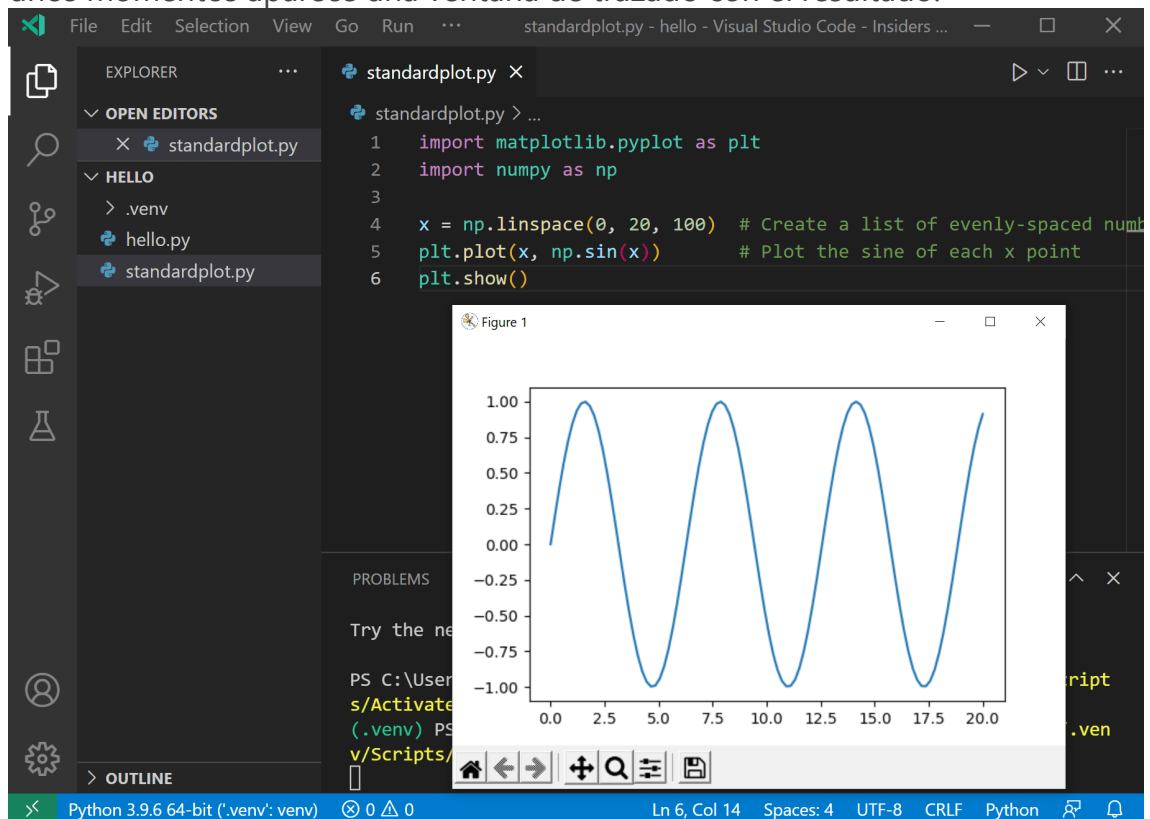 File Edit Selection View Go Run ··· standardplot.py - hello - Visual Studio Code - Insiders ...
EXPLORER ···
OPEN EDITORS
standardplot.py
HELLO
.venv
hello.py
standardplot.py
OUTLINE
standardplot.py
standardplot.py > ...
1 import matplotlib.pyplot as plt
2 import numpy as np
3
4 x = np.linspace(0, 20, 100) # Create a list of evenly-spaced numb
5 plt.plot(x, np.sin(x)) # Plot the sine of each x point
6 plt.show()
Figure 1
1.00
0.75
0.50
0.25
0.00
−0.25
−0.50
−0.75
−1.00
0.0 2.5 5.0 7.5 10.0 12.5 15.0 17.5 20.0
PROBLEMS
Try the ne
PS C:\User ript
s/Activate
(.venv) PS .ven
v/Scripts/
Python 3.9.6 64-bit ('.venv': venv) 0 0 Ln 6, Col 14 Spaces: 4 UTF-8 CRLF Python